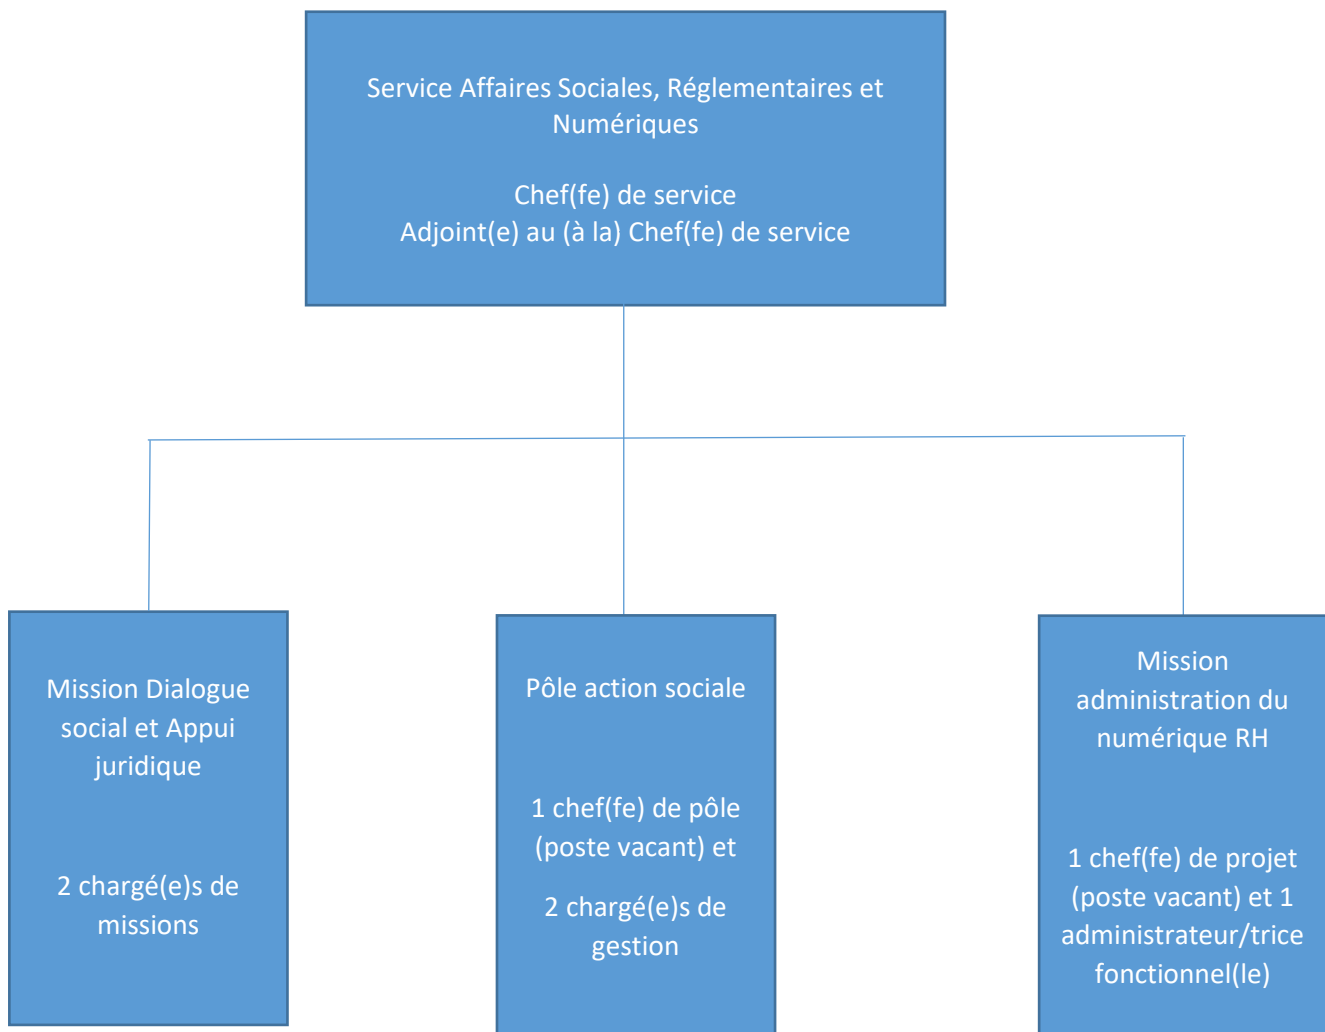 Service Affaires Sociales, Réglementaires et
Numériques
Chef(fe) de service
Adjoint(e) au (à la) Chef(fe) de service
Mission Dialogue
social et Appui
juridique
2 chargé(e)s de
missions
Pôle action sociale
1 chef(fe) de pôle
(poste vacant) et
2 chargé(e)s de
gestion
Mission
administration du
numérique RH
1 chef(fe) de projet
(poste vacant) et 1
administrateur/trice
fonctionnel(le)